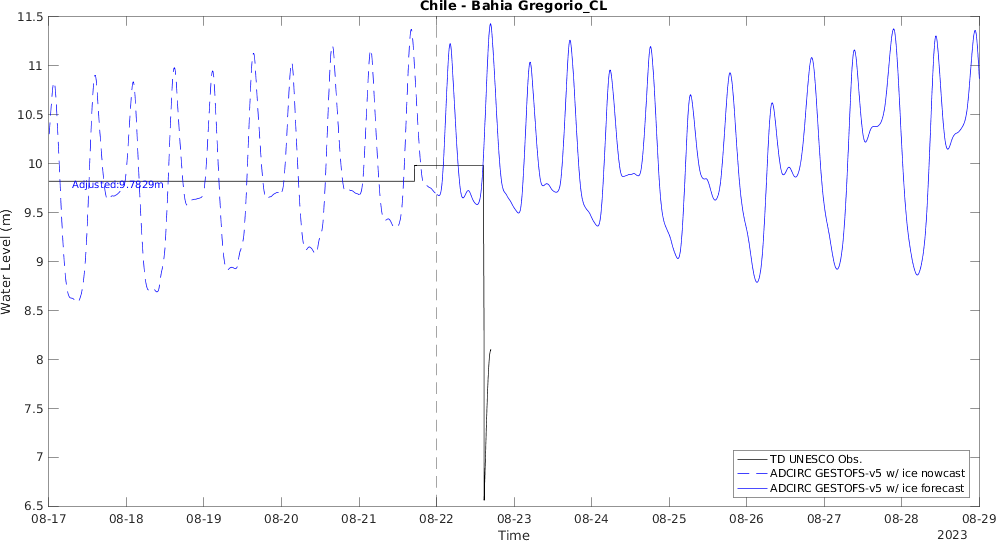 Chile - Bahia Gregorio_CL
11.5
11
10.5
10
9.5
9
8.5
8
7.5
7
6.5
Water Level (m)
Adjusted:9.7829m
TD UNESCO Obs.
ADCIRC GESTOFS-v5 w/ ice nowcast
ADCIRC GESTOFS-v5 w/ ice forecast
08-17 08-18 08-19 08-20 08-21 08-22 08-23 08-24 08-25 08-26 08-27 08-28 08-29
Time
2023